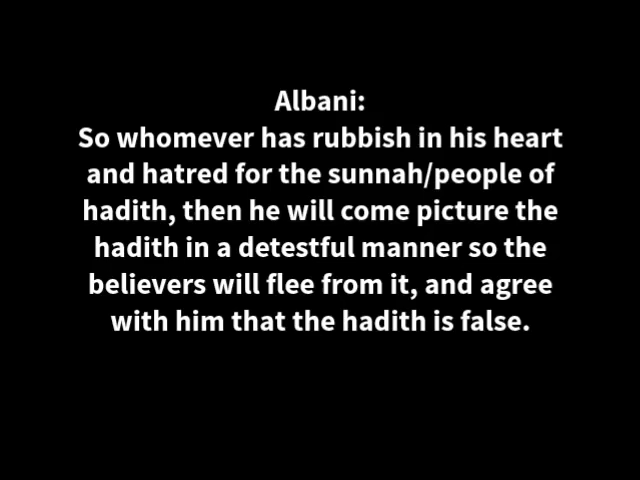 Albani:
So whomever has rubbish in his heart
and hatred for the sunnah/people of
hadith, then he will come picture the
hadith in a detestful manner so the
believers will flee from it, and agree
with him that the hadith is false.